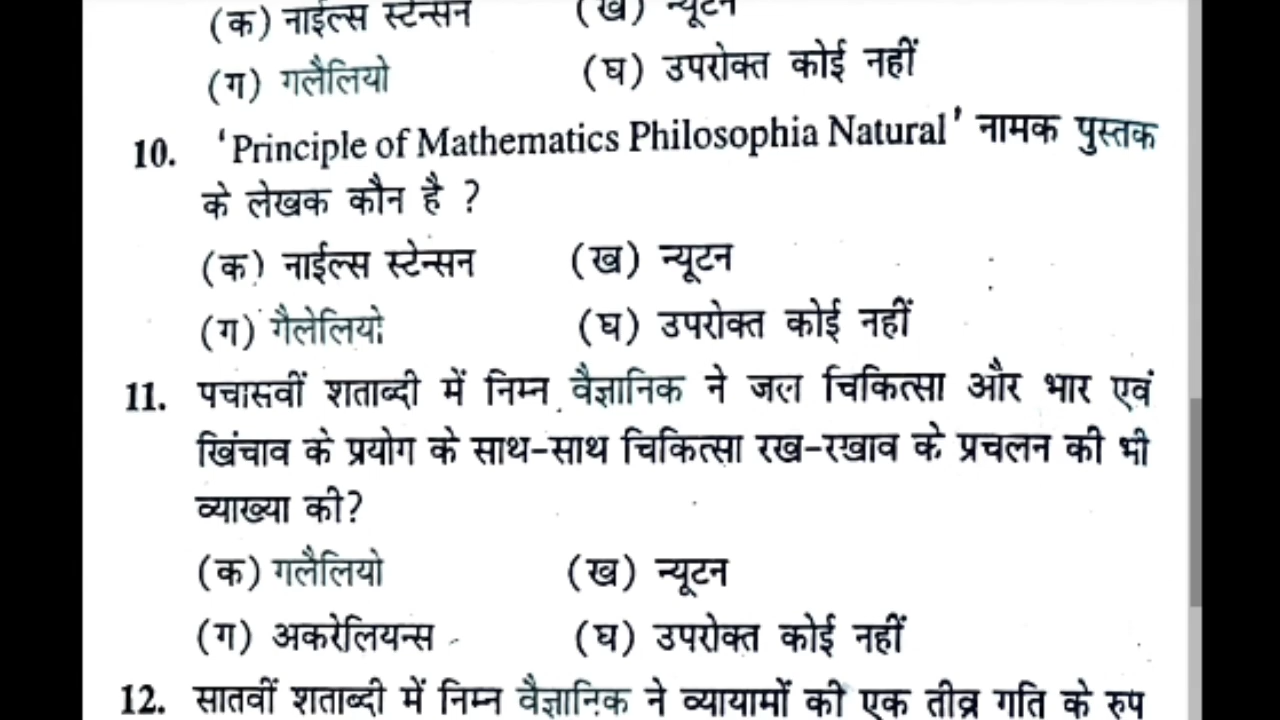 (क) नाईल्स स्टेन्सन (ख) न्यूटन
(ग) गलैलियो (घ) उपरोक्त कोई नहीं
10. 'Principle of Mathematics Philosophia Natural' नामक पुस्तक
के लेखक कौन है ?
(क) नाईल्स स्टेन्सन (ख) न्यूटन
(ग) गैलेलियो (घ) उपरोक्त कोई नहीं
11. पचासवीं शताब्दी में निम्न वैज्ञानिक ने जल चिकित्सा और भार एवं
खिंचाव के प्रयोग के साथ-साथ चिकित्सा रख-रखाव के प्रचलन की भी
व्याख्या की?
(क) गलैलियो (ख) न्यूटन
(ग) अकरेलियन्स (घ) उपरोक्त कोई नहीं
12. सातवीं शताब्दी में निम्न वैज्ञानिक ने व्यायामों की एक तीव्र गति के रुप